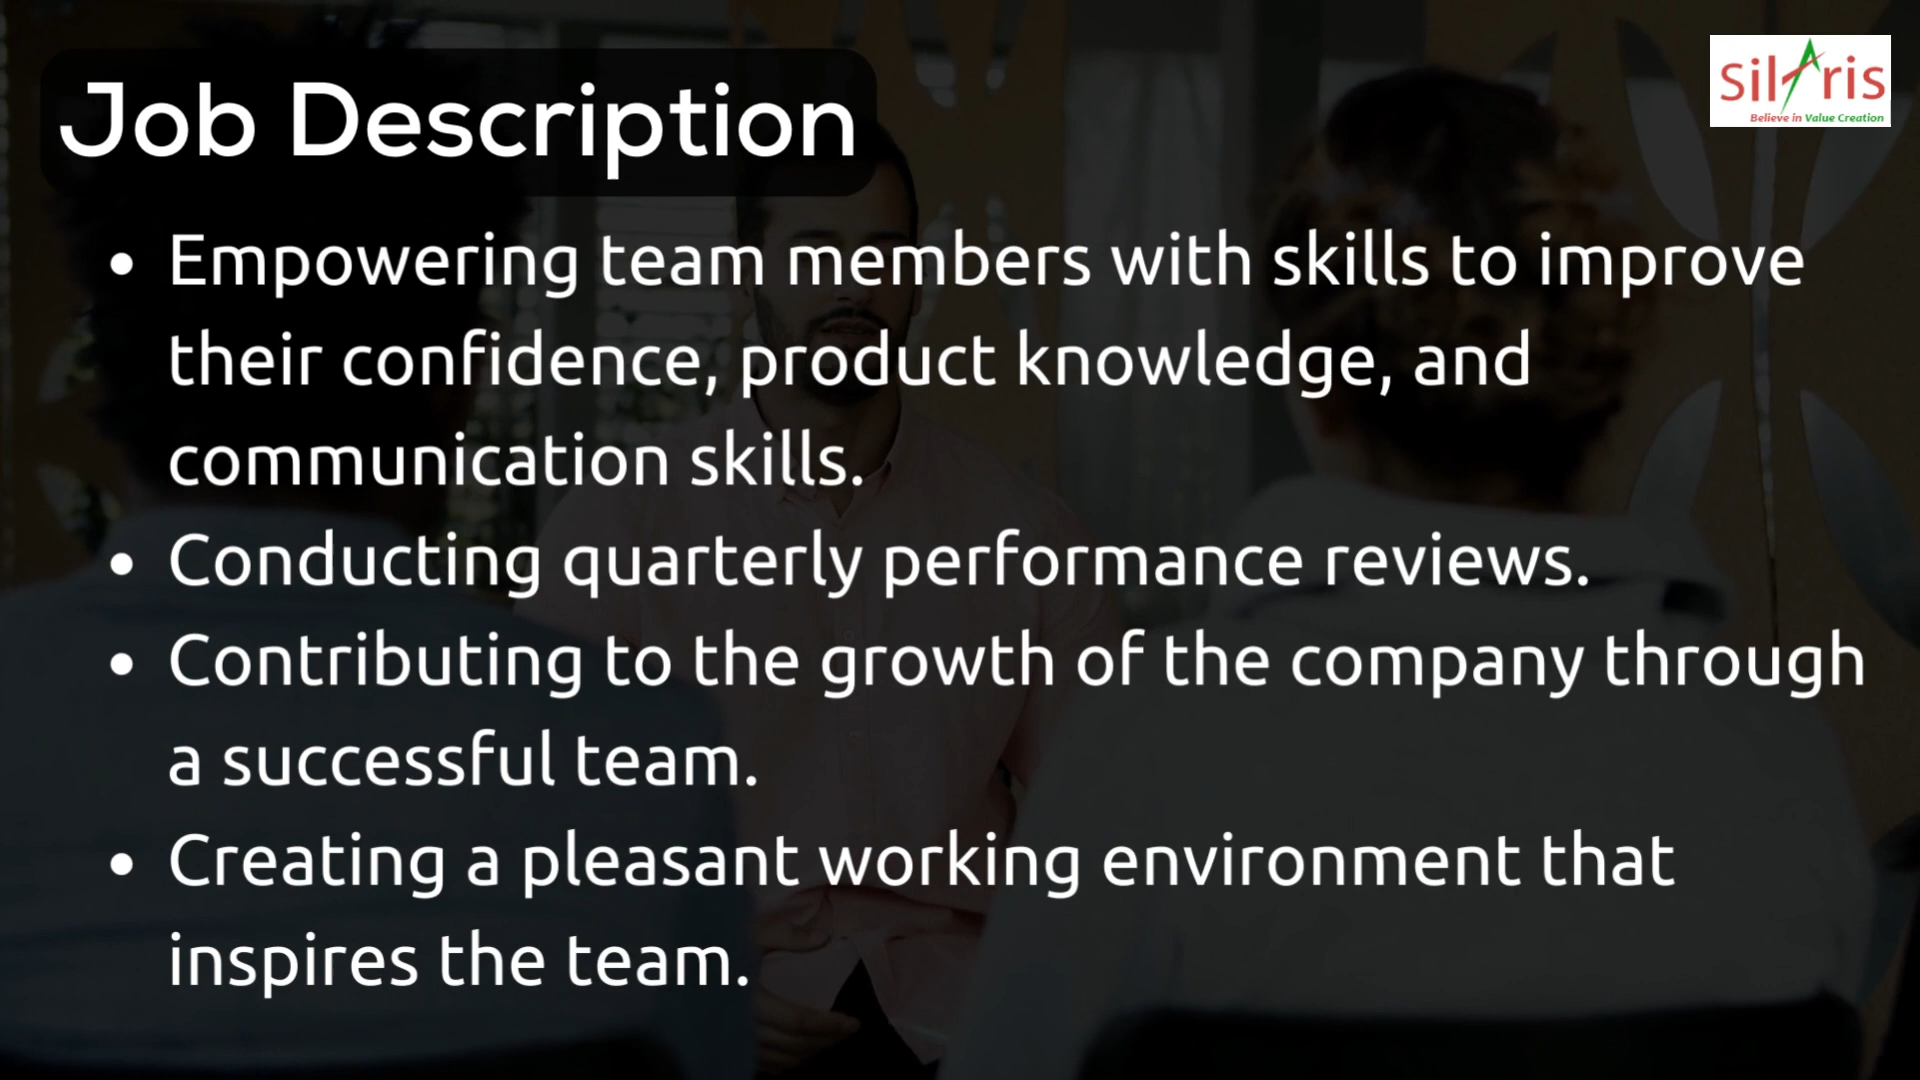 Job Description
SilAris
Believe in Value Creation
• Empowering team members with skills to improve
their confidence, product knowledge, and
communication skills.
• Conducting quarterly performance reviews.
• Contributing to the growth of the company through
a successful team.
• Creating a pleasant working environment that
inspires the team.